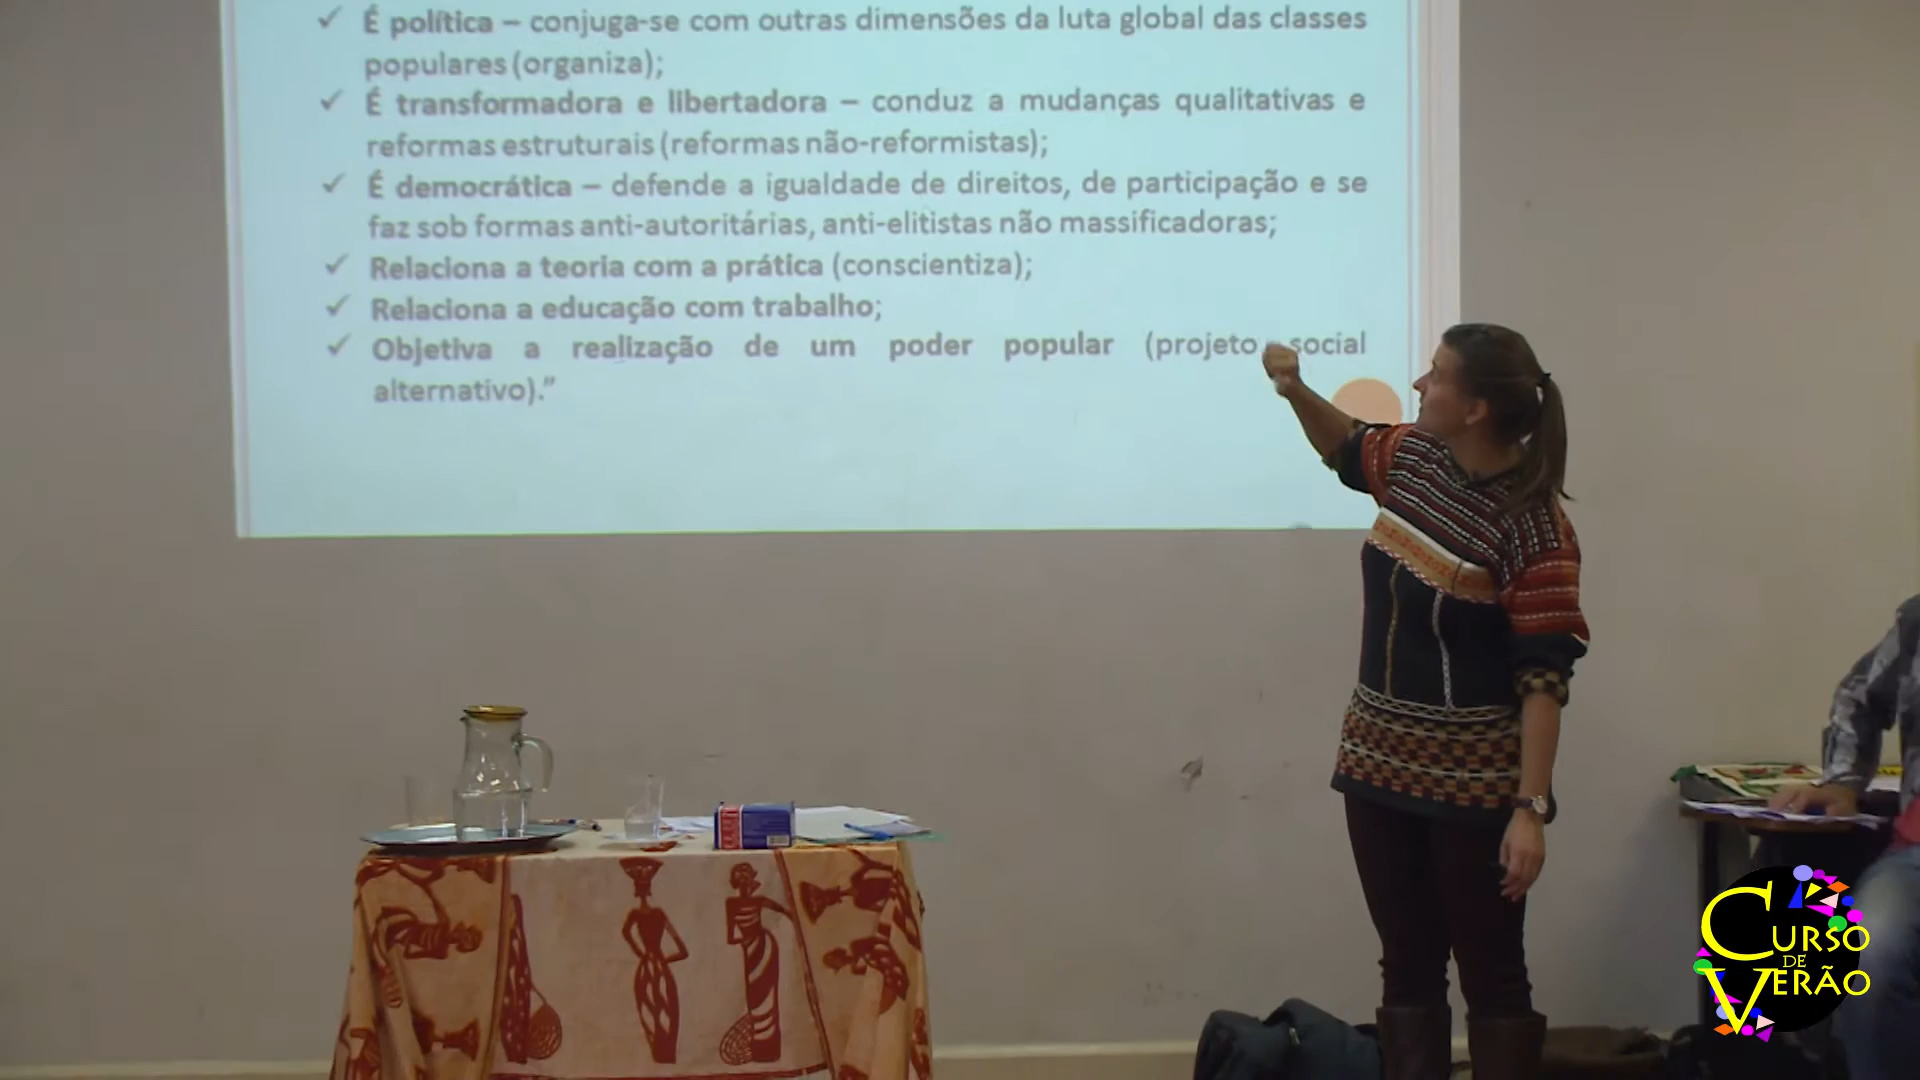 ✓ É política – conjuga-se com outras dimensões da luta global das classes
populares (organiza);
✓ É transformadora e libertadora – conduz a mudanças qualitativas e
reformas estruturais (reformas não-reformistas);
✓ É democrática – defende a igualdade de direitos, de participação e se
faz sob formas anti-autoritárias, anti-elitistas não massificadoras;
✓ Relaciona a teoria com a prática (conscientiza);
✓ Relaciona a educação com trabalho;
✓ Objetiva a realização de um poder popular (projeto social
alternativo)."
CURSO
DE
VERÃO